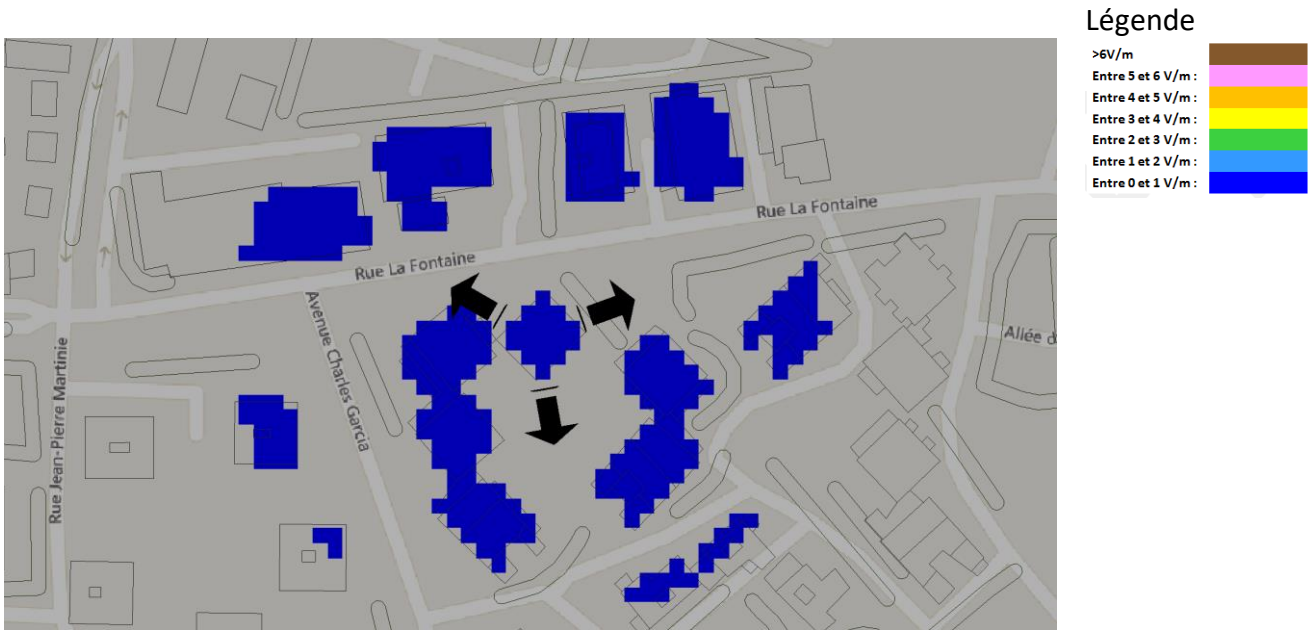 Légende
>6V/m
Entre 5 et 6 V/m :
Entre 4 et 5 V/m :
Entre 3 et 4 V/m :
Entre 2 et 3 V/m :
Entre 1 et 2 V/m :
Entre 0 et 1 V/m :
Rue La Fontaine
Rue La Fontaine
Avenue Charles Garcia
Rue Jean-Pierre Martinie
Allée d